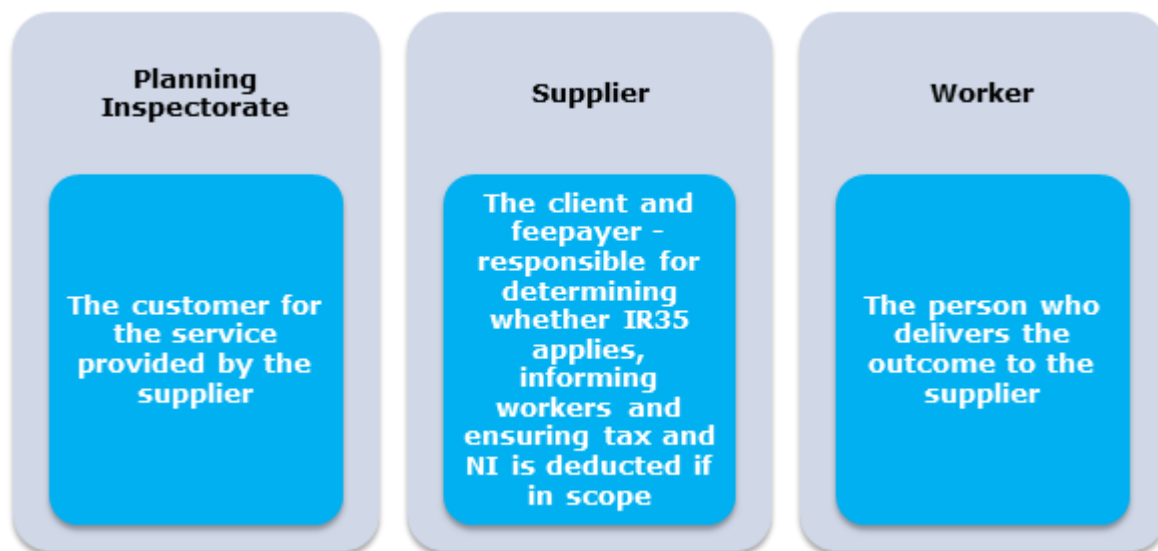 Planning
Inspectorate
The customer for
the service
provided by the
supplier
Supplier
The client and
feepayer -
responsible for
determining
whether IR35
applies,
informing
workers and
ensuring tax and
NI is deducted if
in scope
Worker
The person who
delivers the
outcome to the
supplier